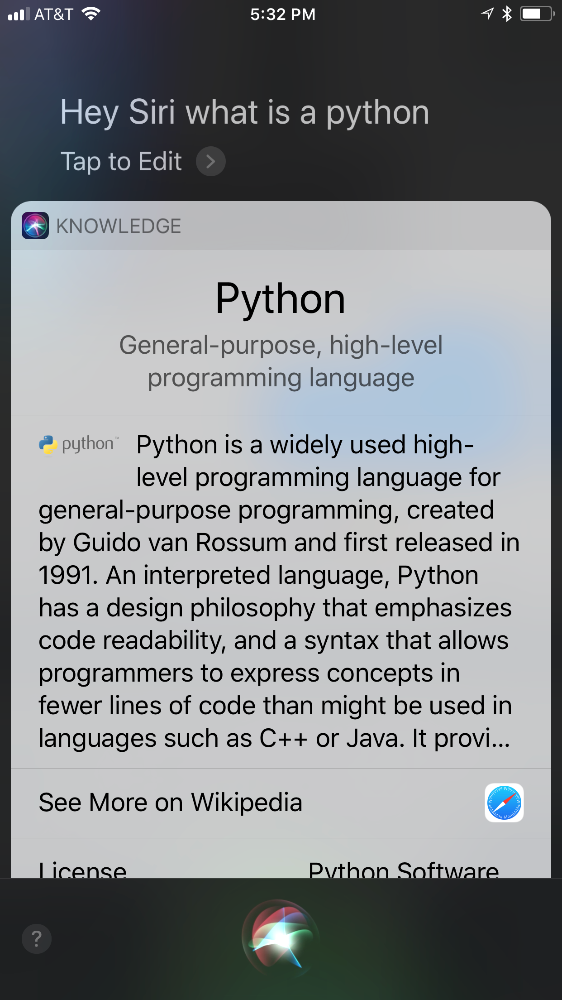 AT&T 5:32 PM
Hey Siri what is a python
Tap to Edit
KNOWLEDGE
Python
General-purpose, high-level
programming language
python™ Python is a widely used high-
level programming language for
general-purpose programming, created
by Guido van Rossum and first released in
1991. An interpreted language, Python
has a design philosophy that emphasizes
code readability, and a syntax that allows
programmers to express concepts in
fewer lines of code than might be used in
languages such as C++ or Java. It provi...
See More on Wikipedia
License Python Software
?